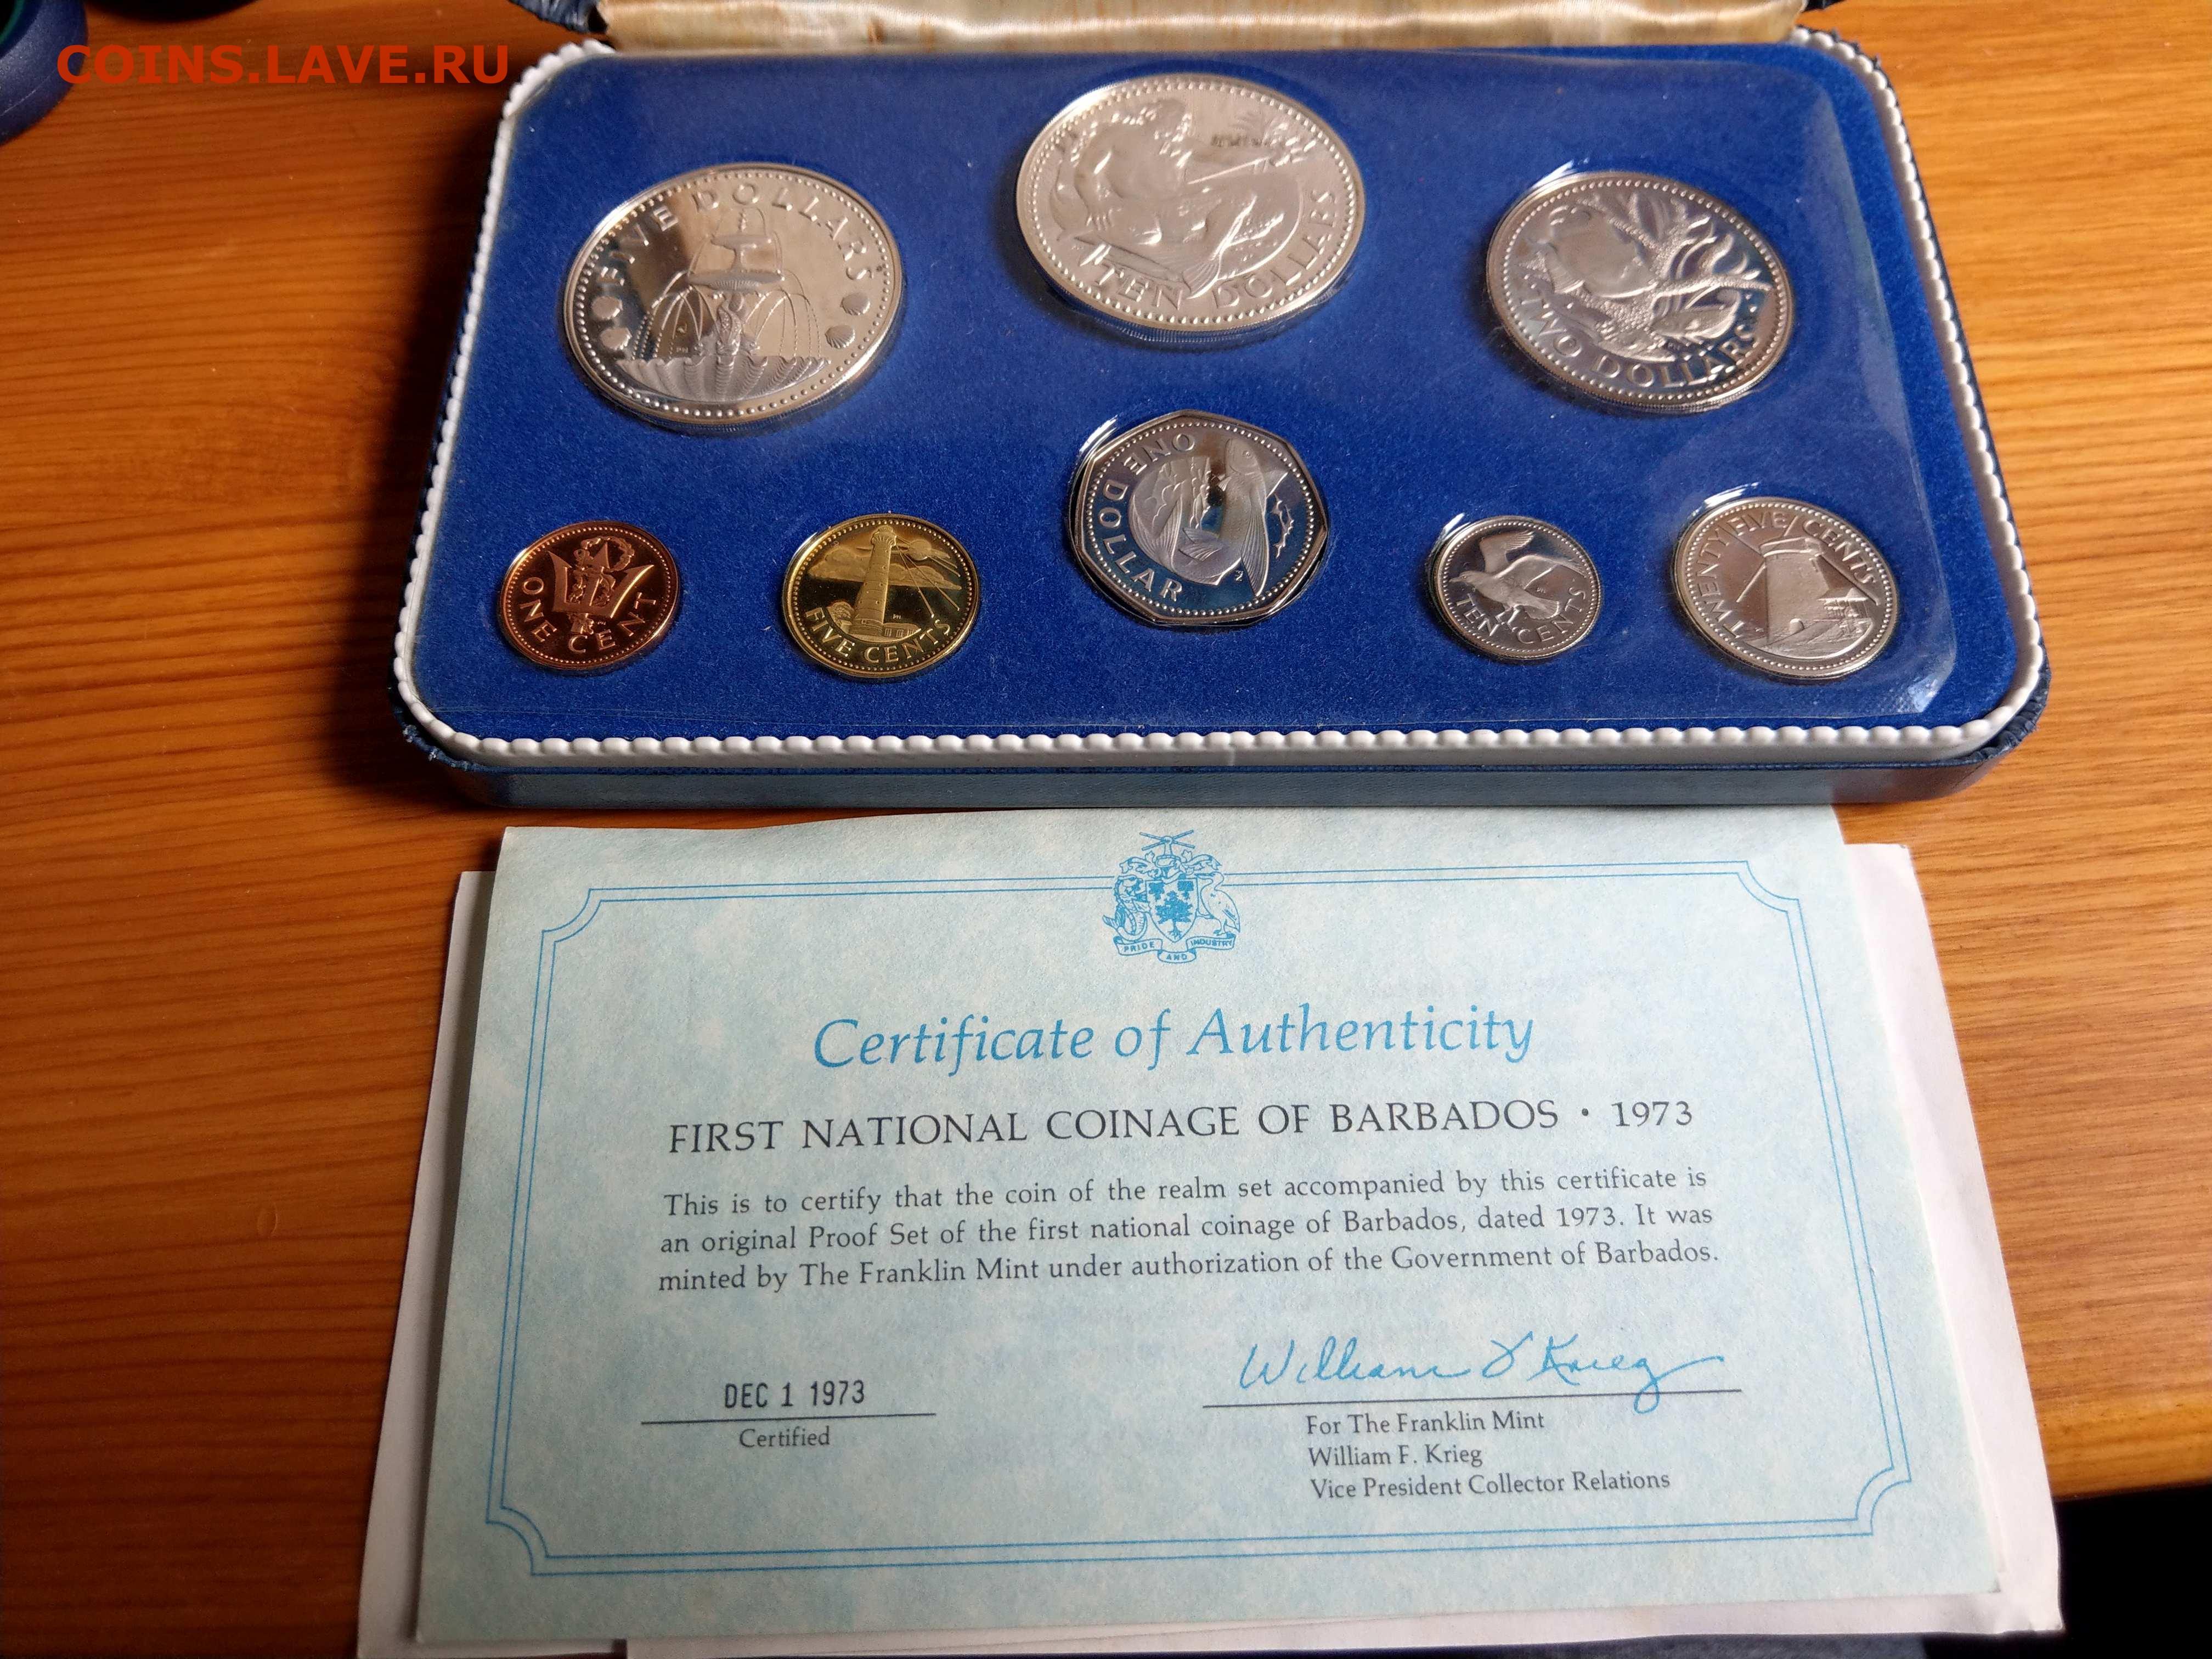 COINS.LAVE.RU
FIVE DOLLARS
TEN DOLLARS
TWO DOLLARS
ONE DOLLAR
ONE CENT
FIVE CENTS
TEN CENTS
TWENTY FIVE CENTS
PRIDE AND INDUSTRY
Certificate of Authenticity
FIRST NATIONAL COINAGE OF BARBADOS • 1973
This is to certify that the coin of the realm set accompanied by this certificate is
an original Proof Set of the first national coinage of Barbados, dated 1973. It was
minted by The Franklin Mint under authorization of the Government of Barbados.
DEC 1 1973
Certified
William F Krieg
For The Franklin Mint
William F. Krieg
Vice President Collector Relations